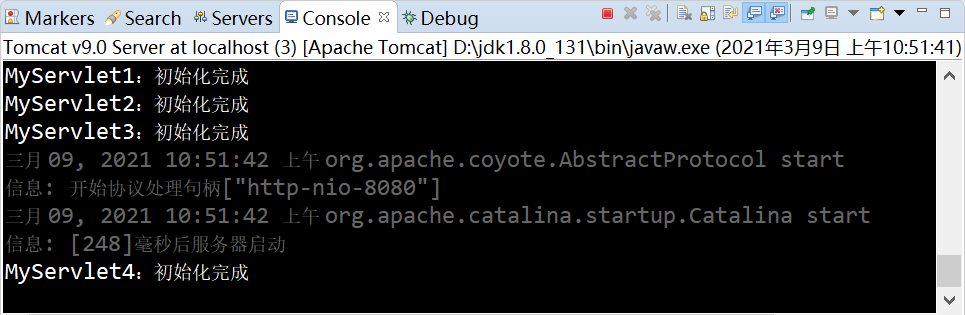 Markers Search Servers Console Debug
Tomcat v9.0 Server at localhost (3) [Apache Tomcat] D:\jdk1.8.0_131\bin\javaw.exe (2021年3月9日 上午10:51:41)
MyServlet1：初始化完成
MyServlet2：初始化完成
MyServlet3：初始化完成
三月 09, 2021 10:51:42 上午 org.apache.coyote.AbstractProtocol start
信息: 开始协议处理句柄["http-nio-8080"]
三月 09, 2021 10:51:42 上午 org.apache.catalina.startup.Catalina start
信息: [248]毫秒后服务器启动
MyServlet4：初始化完成